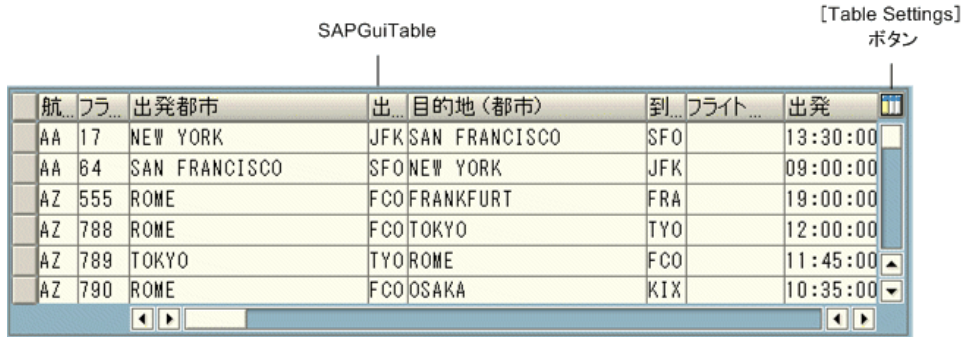 [Table Settings]
ボタン
SAPGuiTable
航... フラ... 出発都市 出... 目的地（都市） 到... フライト... 出発
AA 17 NEW YORK JFK SAN FRANCISCO SFO 13:30:00
AA 64 SAN FRANCISCO SFO NEW YORK JFK 09:00:00
AZ 555 ROME FCO FRANKFURT FRA 19:00:00
AZ 788 ROME FCO TOKYO TYO 12:00:00
AZ 789 TOKYO TYO ROME FCO 11:45:00
AZ 790 ROME FCO OSAKA KIX 10:35:00